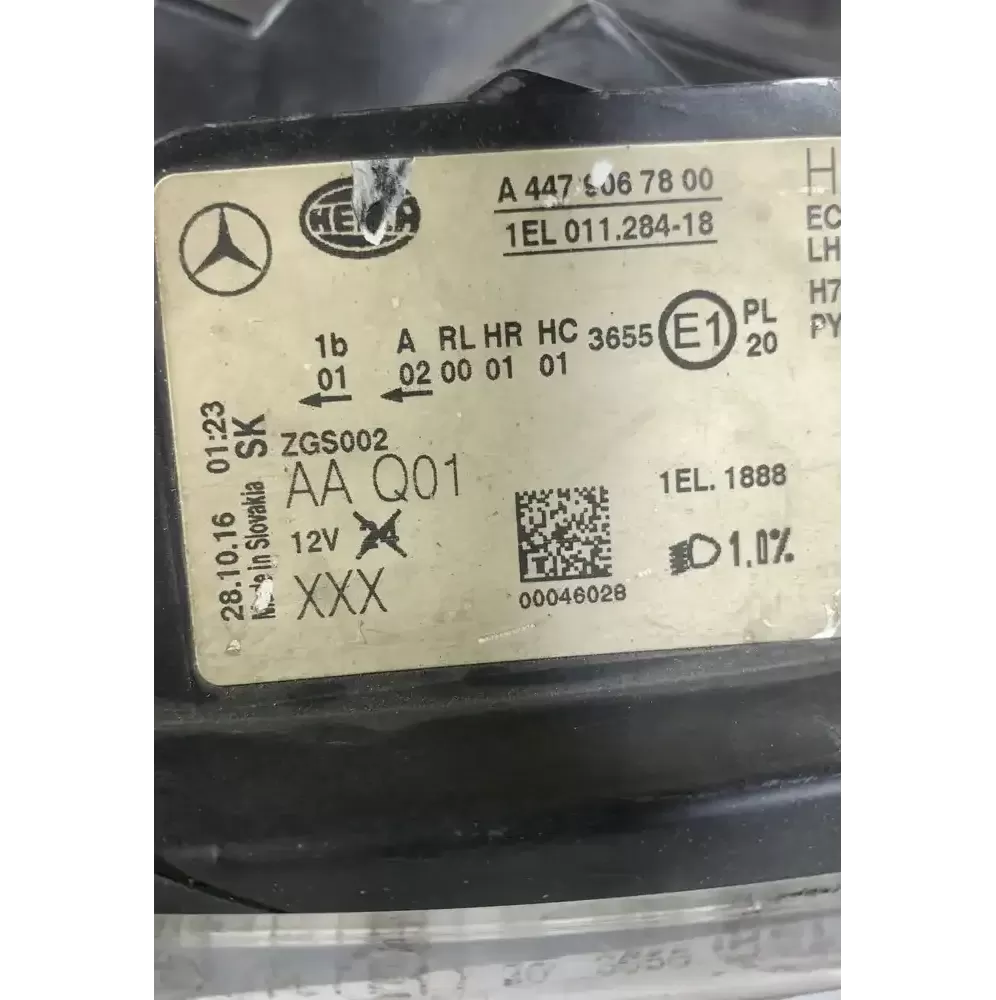 HELLA
A 447 906 78 00
1EL 011.284-18
H
EC
LH
H7
PY
1b A RL HR HC 3655 E1 PL
01 02 00 01 01 20
28.10.16 01:23
Made in Slovakia SK
ZGS002
AA Q01
12V 24
XXX
00046028
1EL. 1888
1,0%
3655